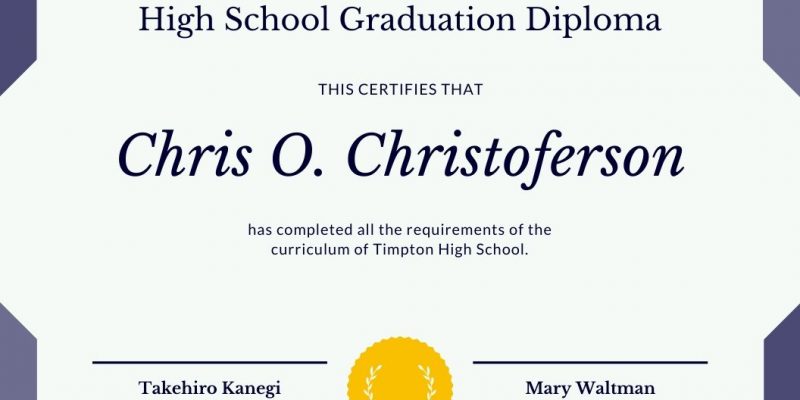 High School Graduation Diploma
THIS CERTIFIES THAT
Chris O. Christoferson
has completed all the requirements of the
curriculum of Timpton High School.
Takehiro Kanegi
Mary Waltman